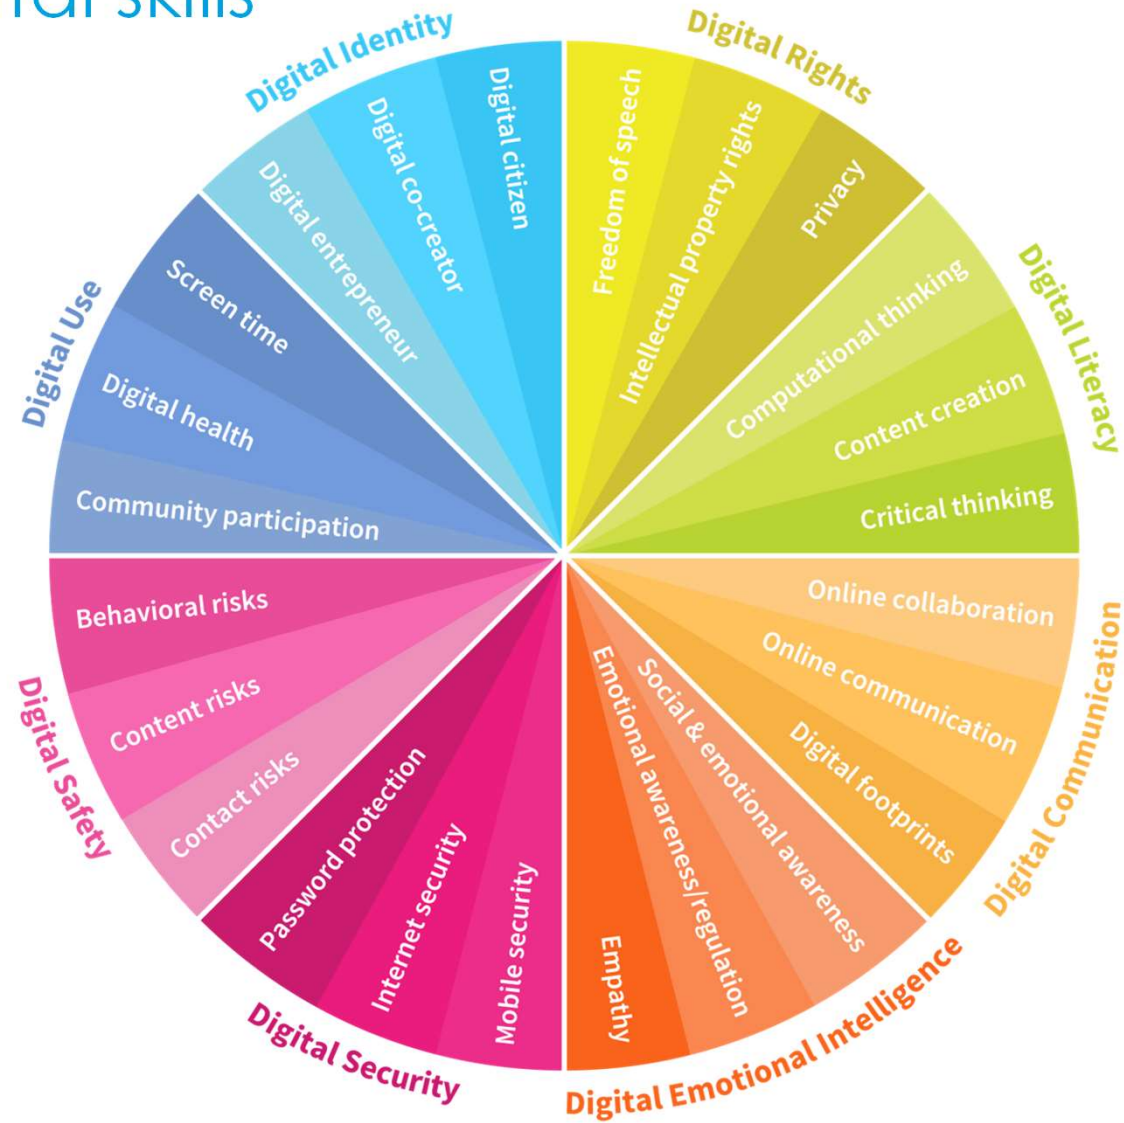 skills
Digital Identity
Digital citizen
Digital co-creator
Digital entrepreneur
Digital Rights
Freedom of speech
Intellectual property rights
Privacy
Digital Literacy
Computational thinking
Content creation
Critical thinking
Digital Communication
Online collaboration
Online communication
Digital footprints
Digital Emotional Intelligence
Social & emotional awareness
Emotional awareness/regulation
Empathy
Digital Security
Mobile security
Internet security
Password protection
Digital Safety
Contact risks
Content risks
Behavioral risks
Digital Use
Community participation
Digital health
Screen time